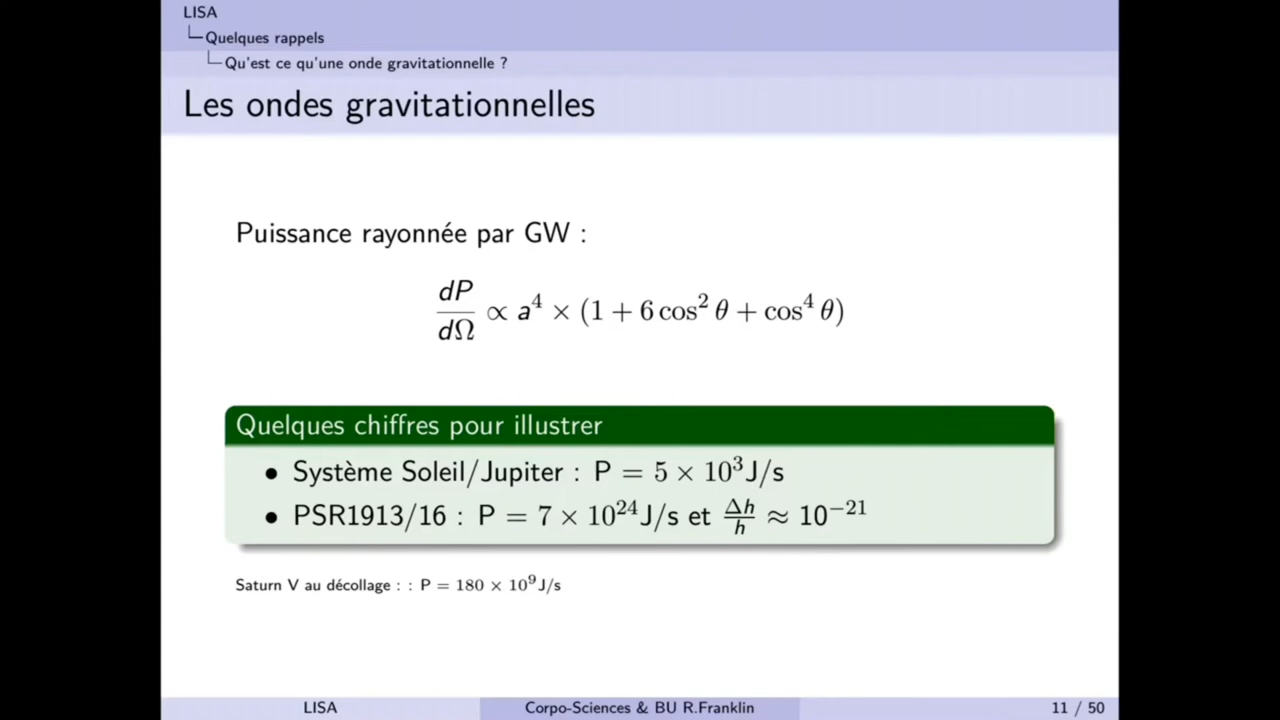 LISA
Quelques rappels
Qu'est ce qu'une onde gravitationnelle ?
Les ondes gravitationnelles
Puissance rayonnée par GW :
dP/dΩ ∝ a⁴ × (1 + 6 cos² θ + cos⁴ θ)
Quelques chiffres pour illustrer
• Système Soleil/Jupiter : P = 5 × 10³J/s
• PSR1913/16 : P = 7 × 10²⁴J/s et Δh/h ≈ 10⁻²¹
Saturn V au décollage : : P = 180 × 10⁹J/s
LISA Corpo-Sciences & BU R.Franklin 11 / 50